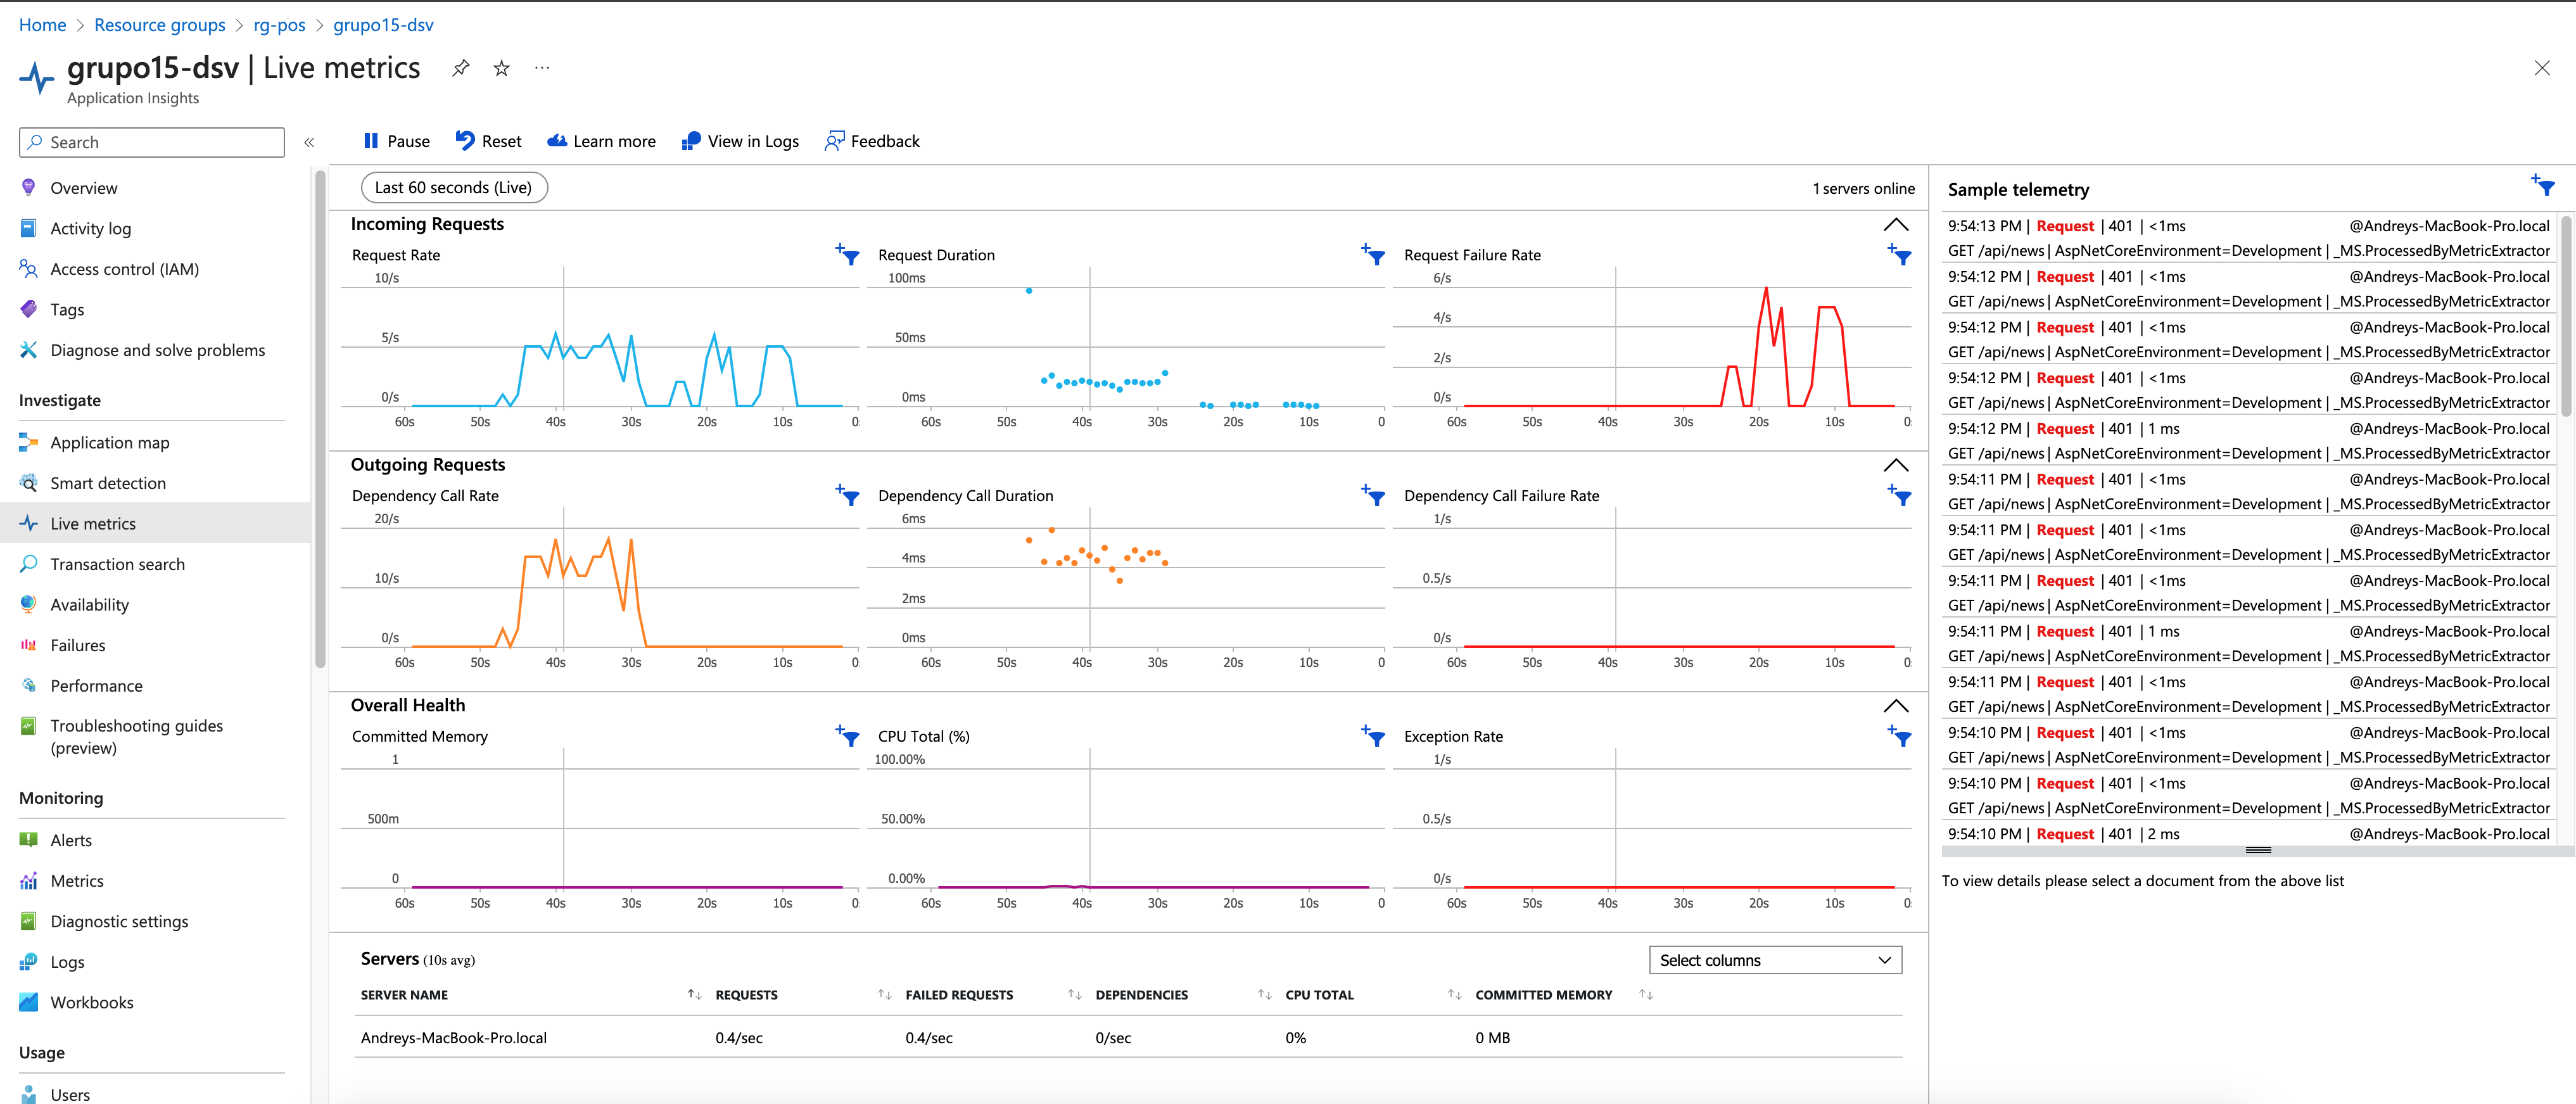 Home > Resource groups > rg-pos > grupo15-dsv
grupo15-dsv | Live metrics
Application Insights
Search
Pause Reset Learn more View in Logs Feedback
Overview
Activity log
Access control (IAM)
Tags
Diagnose and solve problems
Investigate
Application map
Smart detection
Live metrics
Transaction search
Availability
Failures
Performance
Troubleshooting guides
(preview)
Monitoring
Alerts
Metrics
Diagnostic settings
Logs
Workbooks
Usage
Users
Last 60 seconds (Live)
1 servers online
Incoming Requests
Request Rate
10/s
5/s
0/s
60s 50s 40s 30s 20s 10s 0
Request Duration
100ms
50ms
0ms
60s 50s 40s 30s 20s 10s 0
Request Failure Rate
6/s
4/s
2/s
0/s
60s 50s 40s 30s 20s 10s 0
Outgoing Requests
Dependency Call Rate
20/s
10/s
0/s
60s 50s 40s 30s 20s 10s 0
Dependency Call Duration
6ms
4ms
2ms
0ms
60s 50s 40s 30s 20s 10s 0
Dependency Call Failure Rate
1/s
0.5/s
0/s
60s 50s 40s 30s 20s 10s 0
Overall Health
Committed Memory
1
500m
0
60s 50s 40s 30s 20s 10s 0
CPU Total (%)
100.00%
50.00%
0.00%
60s 50s 40s 30s 20s 10s 0
Exception Rate
1/s
0.5/s
0/s
60s 50s 40s 30s 20s 10s 0
Servers (10s avg)
Select columns
SERVER NAME REQUESTS FAILED REQUESTS DEPENDENCIES CPU TOTAL COMMITTED MEMORY
Andreys-MacBook-Pro.local 0.4/sec 0.4/sec 0/sec 0% 0 MB
Sample telemetry
9:54:13 PM | Request | 401 | <1ms @Andreys-MacBook-Pro.local
GET /api/news | AspNetCoreEnvironment=Development | _MS.ProcessedByMetricExtractor
9:54:12 PM | Request | 401 | <1ms @Andreys-MacBook-Pro.local
GET /api/news | AspNetCoreEnvironment=Development | _MS.ProcessedByMetricExtractor
9:54:12 PM | Request | 401 | <1ms @Andreys-MacBook-Pro.local
GET /api/news | AspNetCoreEnvironment=Development | _MS.ProcessedByMetricExtractor
9:54:12 PM | Request | 401 | <1ms @Andreys-MacBook-Pro.local
GET /api/news | AspNetCoreEnvironment=Development | _MS.ProcessedByMetricExtractor
9:54:12 PM | Request | 401 | 1 ms @Andreys-MacBook-Pro.local
GET /api/news | AspNetCoreEnvironment=Development | _MS.ProcessedByMetricExtractor
9:54:11 PM | Request | 401 | <1ms @Andreys-MacBook-Pro.local
GET /api/news | AspNetCoreEnvironment=Development | _MS.ProcessedByMetricExtractor
9:54:11 PM | Request | 401 | <1ms @Andreys-MacBook-Pro.local
GET /api/news | AspNetCoreEnvironment=Development | _MS.ProcessedByMetricExtractor
9:54:11 PM | Request | 401 | <1ms @Andreys-MacBook-Pro.local
GET /api/news | AspNetCoreEnvironment=Development | _MS.ProcessedByMetricExtractor
9:54:11 PM | Request | 401 | 1 ms @Andreys-MacBook-Pro.local
GET /api/news | AspNetCoreEnvironment=Development | _MS.ProcessedByMetricExtractor
9:54:11 PM | Request | 401 | <1ms @Andreys-MacBook-Pro.local
GET /api/news | AspNetCoreEnvironment=Development | _MS.ProcessedByMetricExtractor
9:54:10 PM | Request | 401 | <1ms @Andreys-MacBook-Pro.local
GET /api/news | AspNetCoreEnvironment=Development | _MS.ProcessedByMetricExtractor
9:54:10 PM | Request | 401 | <1ms @Andreys-MacBook-Pro.local
GET /api/news | AspNetCoreEnvironment=Development | _MS.ProcessedByMetricExtractor
9:54:10 PM | Request | 401 | 2 ms @Andreys-MacBook-Pro.local
To view details please select a document from the above list